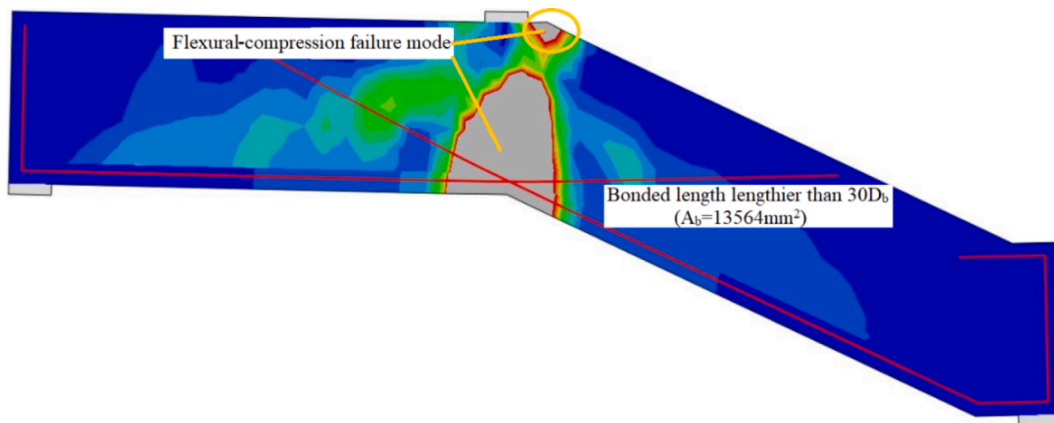 Flexural-compression failure mode
Bonded length lengthier than 30Db
(Ab=13564mm²)